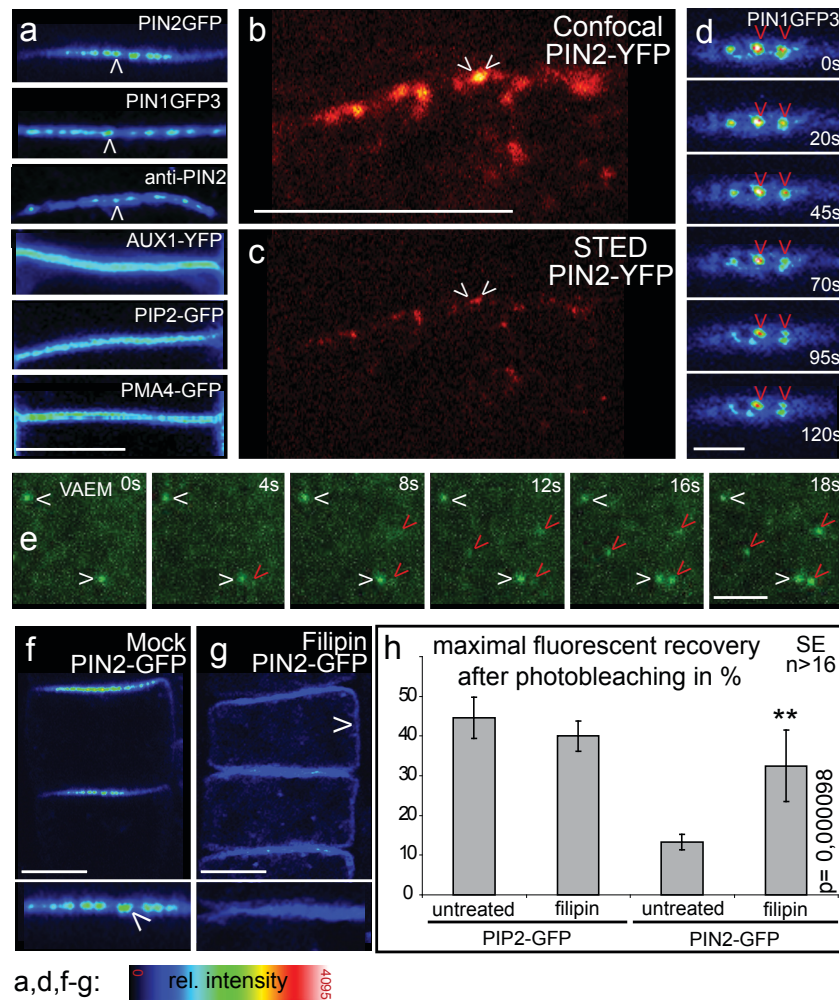 a
PIN2GFP
PIN1GFP3
anti-PIN2
AUX1-YFP
PIP2-GFP
PMA4-GFP
b
Confocal
PIN2-YFP
c
STED
PIN2-YFP
d
PIN1GFP3
0s
20s
45s
70s
95s
120s
e
VAEM
0s
4s
8s
12s
16s
18s
f
Mock
PIN2-GFP
g
Filipin
PIN2-GFP
h
maximal fluorescent recovery
after photobleaching in %
SE
n>16
50
40
30
20
10
0
**
p= 0,000098
untreated
filipin
untreated
filipin
PIP2-GFP
PIN2-GFP
a,d,f-g:
0
rel. intensity
4095